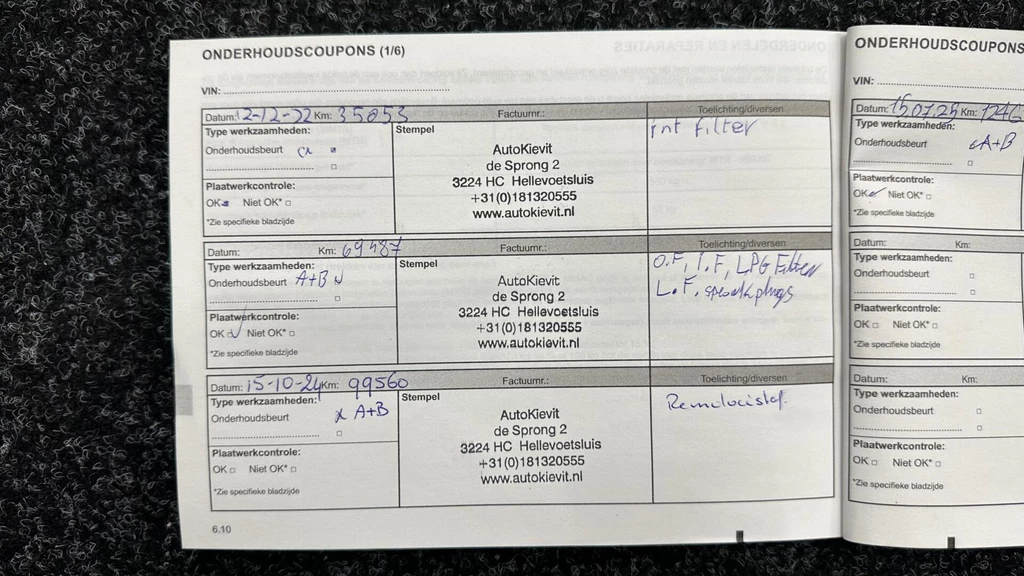 ONDERHOUDSCOUPONS (1/6)
VIN:
Datum: 12-12-22 Km: 35053 Factuurnr.: Toelichting/diversen
Type werkzaamheden: Stempel int filter
Onderhoudsbeurt
AutoKievit
de Sprong 2
3224 HC Hellevoetsluis
+31(0)181320555
www.autokievit.nl
Plaatwerkcontrole:
OK Niet OK*
*Zie specifieke bladzijde
Datum: Km: 69487 Factuurnr.: Toelichting/diversen
Type werkzaamheden: Stempel O.F, I.F, LPG Filter
Onderhoudsbeurt A+B L.F.
AutoKievit
de Sprong 2
3224 HC Hellevoetsluis
+31(0)181320555
www.autokievit.nl
Plaatwerkcontrole:
OK Niet OK*
*Zie specifieke bladzijde
Datum: 15-10-24 Km: 99560 Factuurnr.: Toelichting/diversen
Type werkzaamheden: Stempel Remvloeistof.
Onderhoudsbeurt x A+B
AutoKievit
de Sprong 2
3224 HC Hellevoetsluis
+31(0)181320555
www.autokievit.nl
Plaatwerkcontrole:
OK Niet OK*
*Zie specifieke bladzijde
6.10
ONDERHOUDSCOUPONS
VIN:
Datum: 15.07.25 Km: 1246
Type werkzaamheden:
Onderhoudsbeurt A+B
Plaatwerkcontrole:
OK Niet OK*
*Zie specifieke bladzijde
Datum: Km:
Type werkzaamheden:
Onderhoudsbeurt
Plaatwerkcontrole:
OK Niet OK*
*Zie specifieke bladzijde
Datum: Km:
Type werkzaamheden:
Onderhoudsbeurt
Plaatwerkcontrole:
OK Niet OK*
*Zie specifieke bladzijde